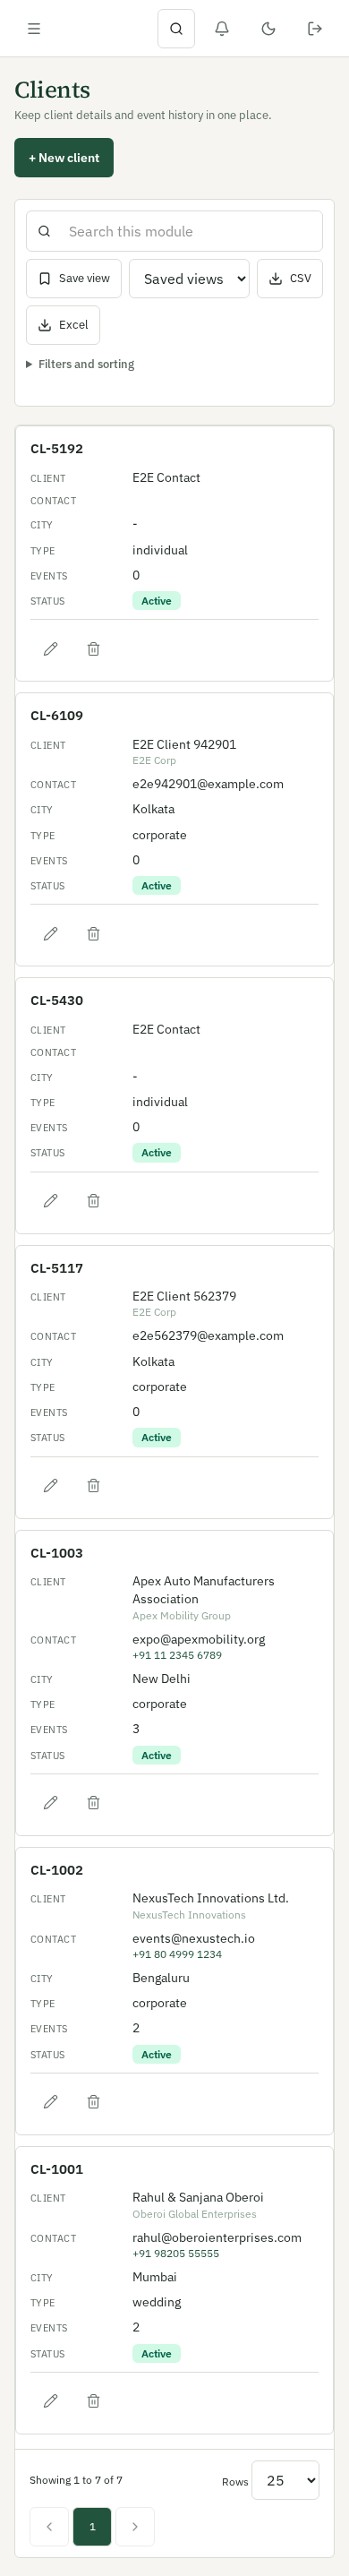 Clients
Keep client details and event history in one place.
+ New client
Search this module
Save view
Saved views
CSV
Excel
Filters and sorting
CL-5192
CLIENT E2E Contact
CONTACT
CITY -
TYPE individual
EVENTS 0
STATUS Active
CL-6109
CLIENT E2E Client 942901
E2E Corp
CONTACT e2e942901@example.com
CITY Kolkata
TYPE corporate
EVENTS 0
STATUS Active
CL-5430
CLIENT E2E Contact
CONTACT
CITY -
TYPE individual
EVENTS 0
STATUS Active
CL-5117
CLIENT E2E Client 562379
E2E Corp
CONTACT e2e562379@example.com
CITY Kolkata
TYPE corporate
EVENTS 0
STATUS Active
CL-1003
CLIENT Apex Auto Manufacturers
Association
Apex Mobility Group
CONTACT expo@apexmobility.org
+91 11 2345 6789
CITY New Delhi
TYPE corporate
EVENTS 3
STATUS Active
CL-1002
CLIENT NexusTech Innovations Ltd.
NexusTech Innovations
CONTACT events@nexustech.io
+91 80 4999 1234
CITY Bengaluru
TYPE corporate
EVENTS 2
STATUS Active
CL-1001
CLIENT Rahul & Sanjana Oberoi
Oberoi Global Enterprises
CONTACT rahul@oberoienterprises.com
+91 98205 55555
CITY Mumbai
TYPE wedding
EVENTS 2
STATUS Active
Showing 1 to 7 of 7
Rows 25
1